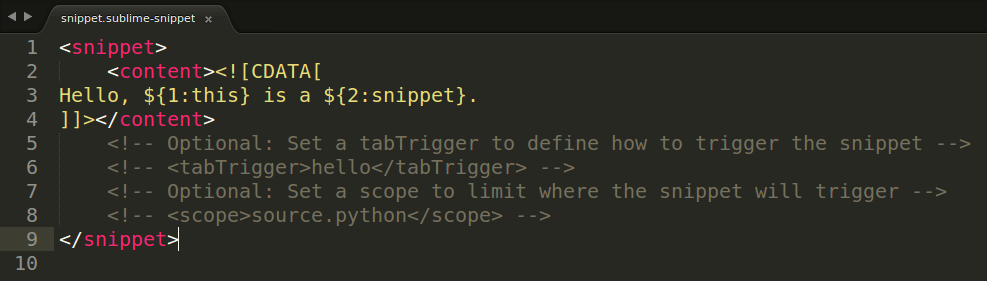 snippet.sublime-snippet ×
1 <snippet>
2     <content><![CDATA[
3 Hello, ${1:this} is a ${2:snippet}.
4 ]]></content>
5     <!-- Optional: Set a tabTrigger to define how to trigger the snippet -->
6     <!-- <tabTrigger>hello</tabTrigger> -->
7     <!-- Optional: Set a scope to limit where the snippet will trigger -->
8     <!-- <scope>source.python</scope> -->
9 </snippet>
10